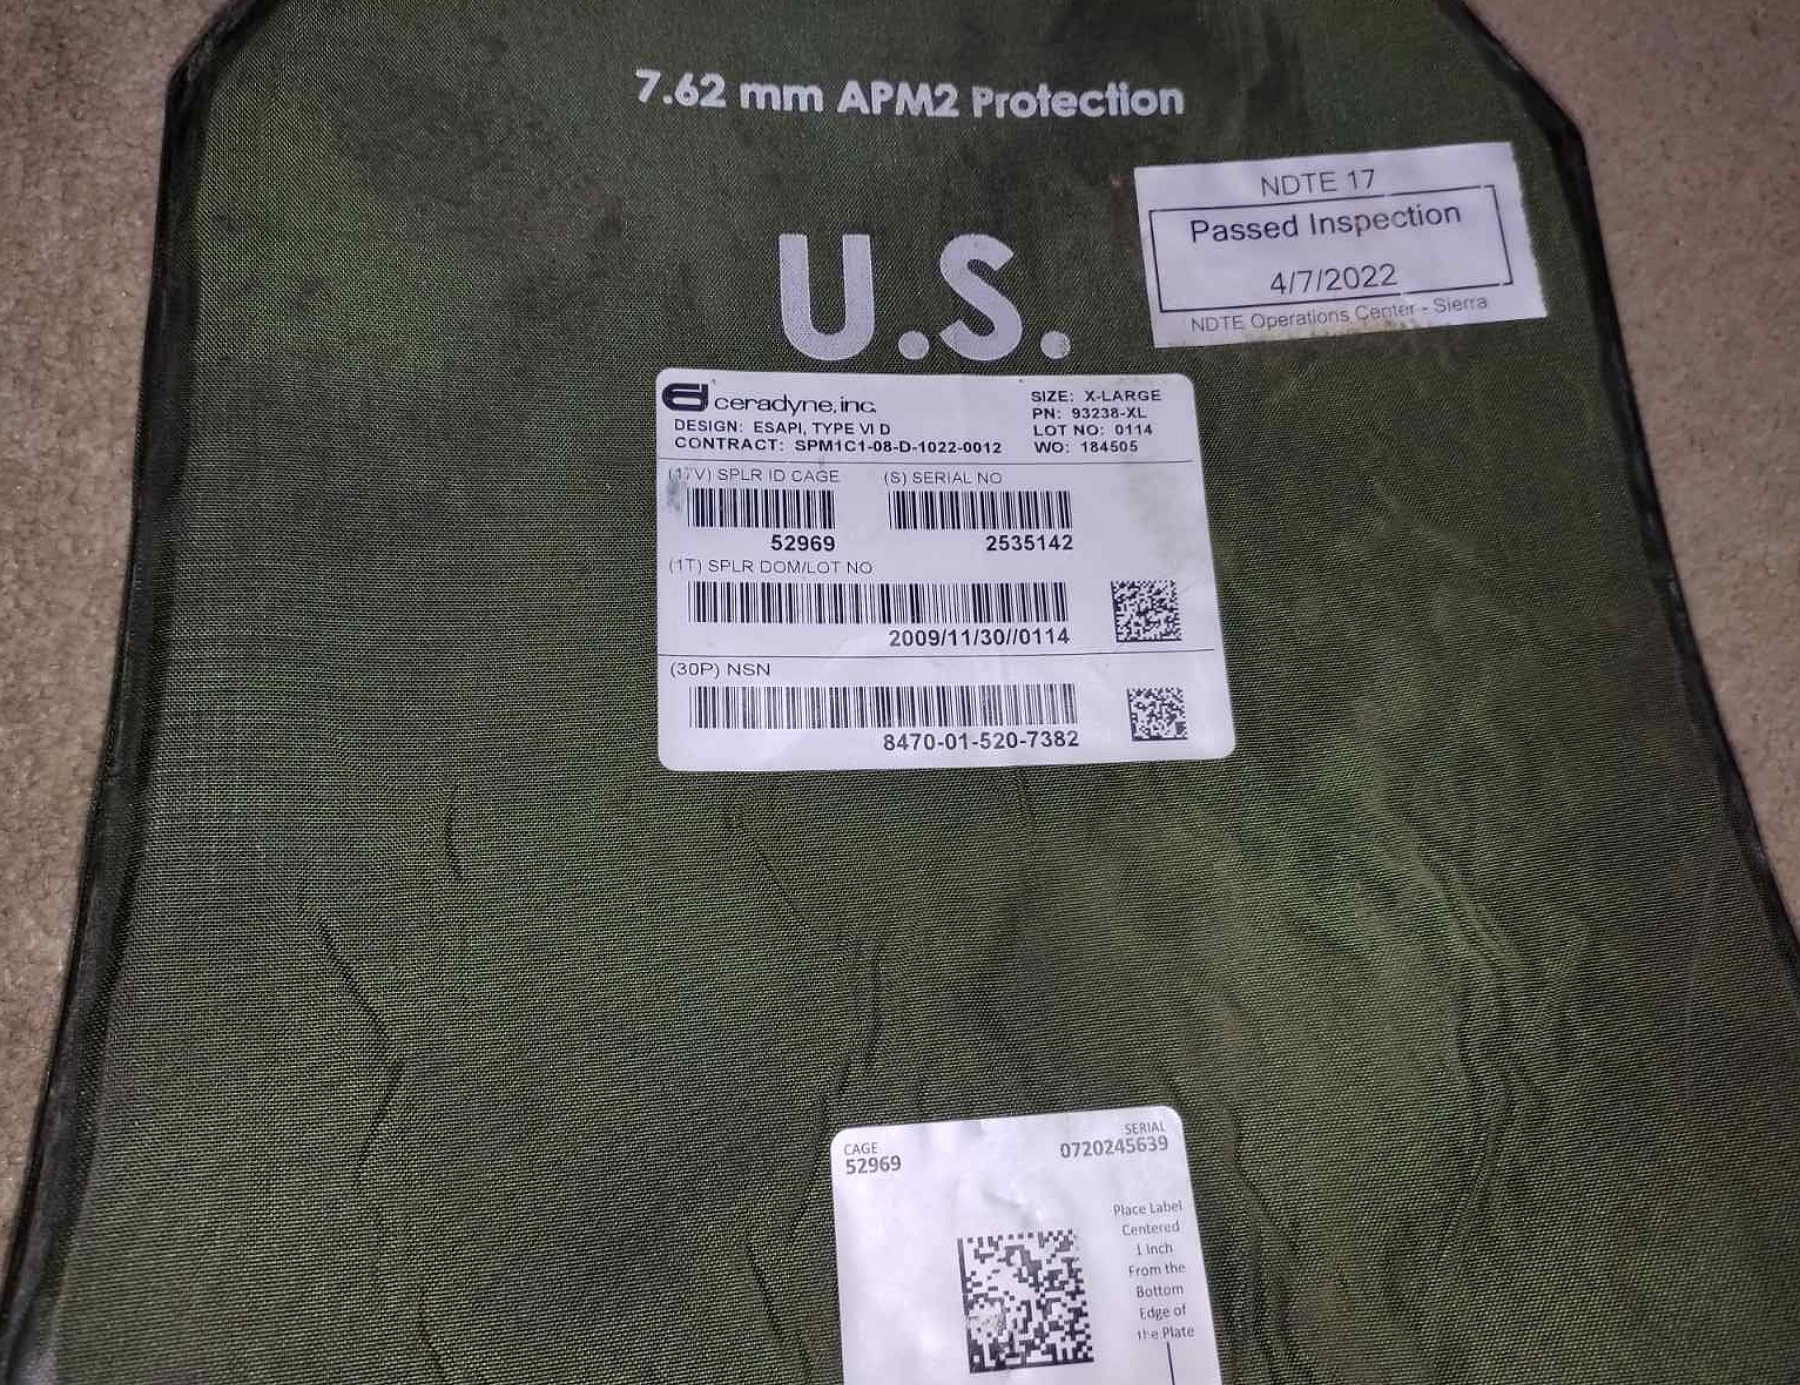 7.62 mm APM2 Protection
NDTE 17
Passed Inspection
4/7/2022
NDTE Operations Center - Sierra
U.S.
ceradyne, inc.
DESIGN: ESAPI, TYPE VI D
CONTRACT: SPM1C1-08-D-1022-0012
SIZE: X-LARGE
PN: 93238-XL
LOT NO: 0114
WO: 184505
(17V) SPLR ID CAGE
52969
(S) SERIAL NO
2535142
(1T) SPLR DOM/LOT NO
2009/11/30//0114
(30P) NSN
8470-01-520-7382
CAGE
52969
SERIAL
0720245639
Place Label
Centered
1 Inch
From the
Bottom
Edge of
the Plate